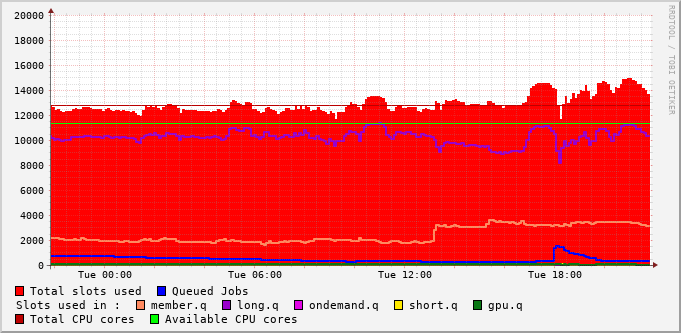 20000
18000
16000
14000
12000
10000
8000
6000
4000
2000
0
Tue 00:00 Tue 06:00 Tue 12:00 Tue 18:00
RRDTOOL / TOBI OETIKER
Total slots used Queued Jobs
Slots used in : member.q long.q ondemand.q short.q gpu.q
Total CPU cores Available CPU cores